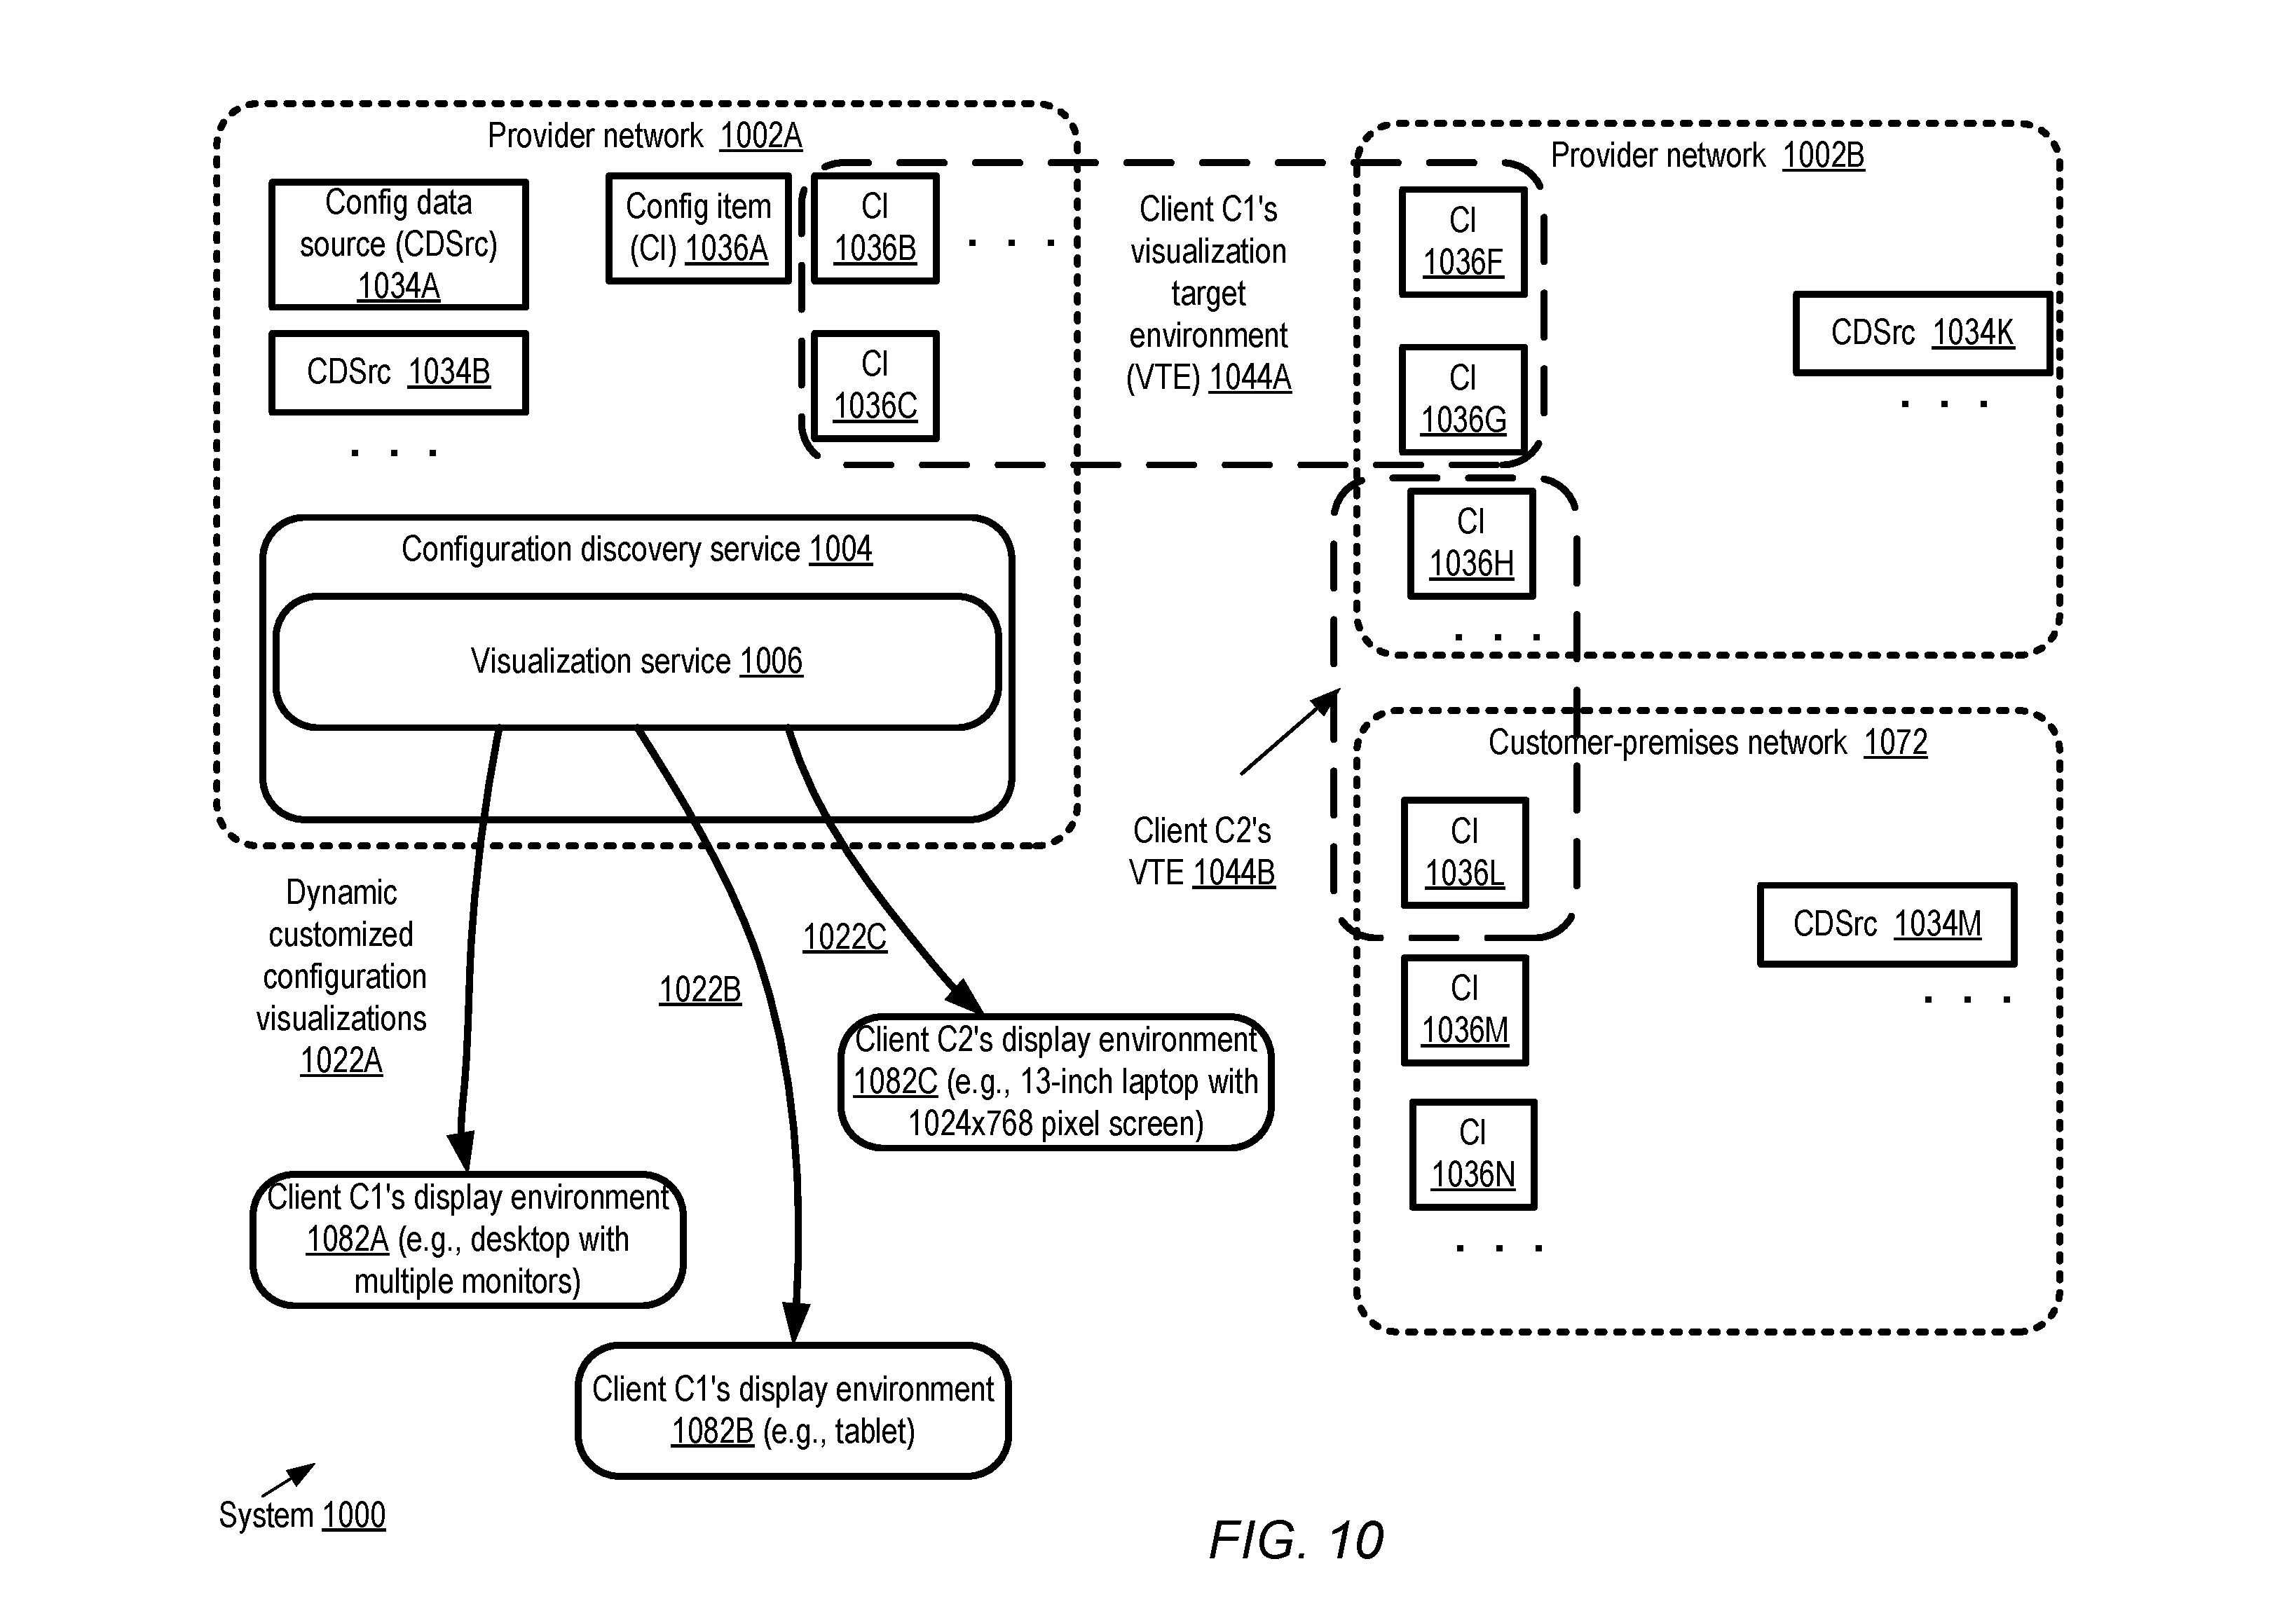 Provider network 1002A
Config data
source (CDSrc)
1034A
CDSrc 1034B
. . .
Config item
(CI) 1036A
CI
1036B
. . .
CI
1036C
Client C1's
visualization
target
environment
(VTE) 1044A
Provider network 1002B
CI
1036F
CI
1036G
CI
1036H
. . .
CDSrc 1034K
. . .
Configuration discovery service 1004
Visualization service 1006
Client C2's
VTE 1044B
Customer-premises network 1072
CI
1036L
CI
1036M
CI
1036N
. . .
CDSrc 1034M
. . .
Dynamic
customized
configuration
visualizations
1022A
1022B
1022C
Client C2's display environment
1082C (e.g., 13-inch laptop with
1024x768 pixel screen)
Client C1's display environment
1082A (e.g., desktop with
multiple monitors)
Client C1's display environment
1082B (e.g., tablet)
System 1000
FIG. 10